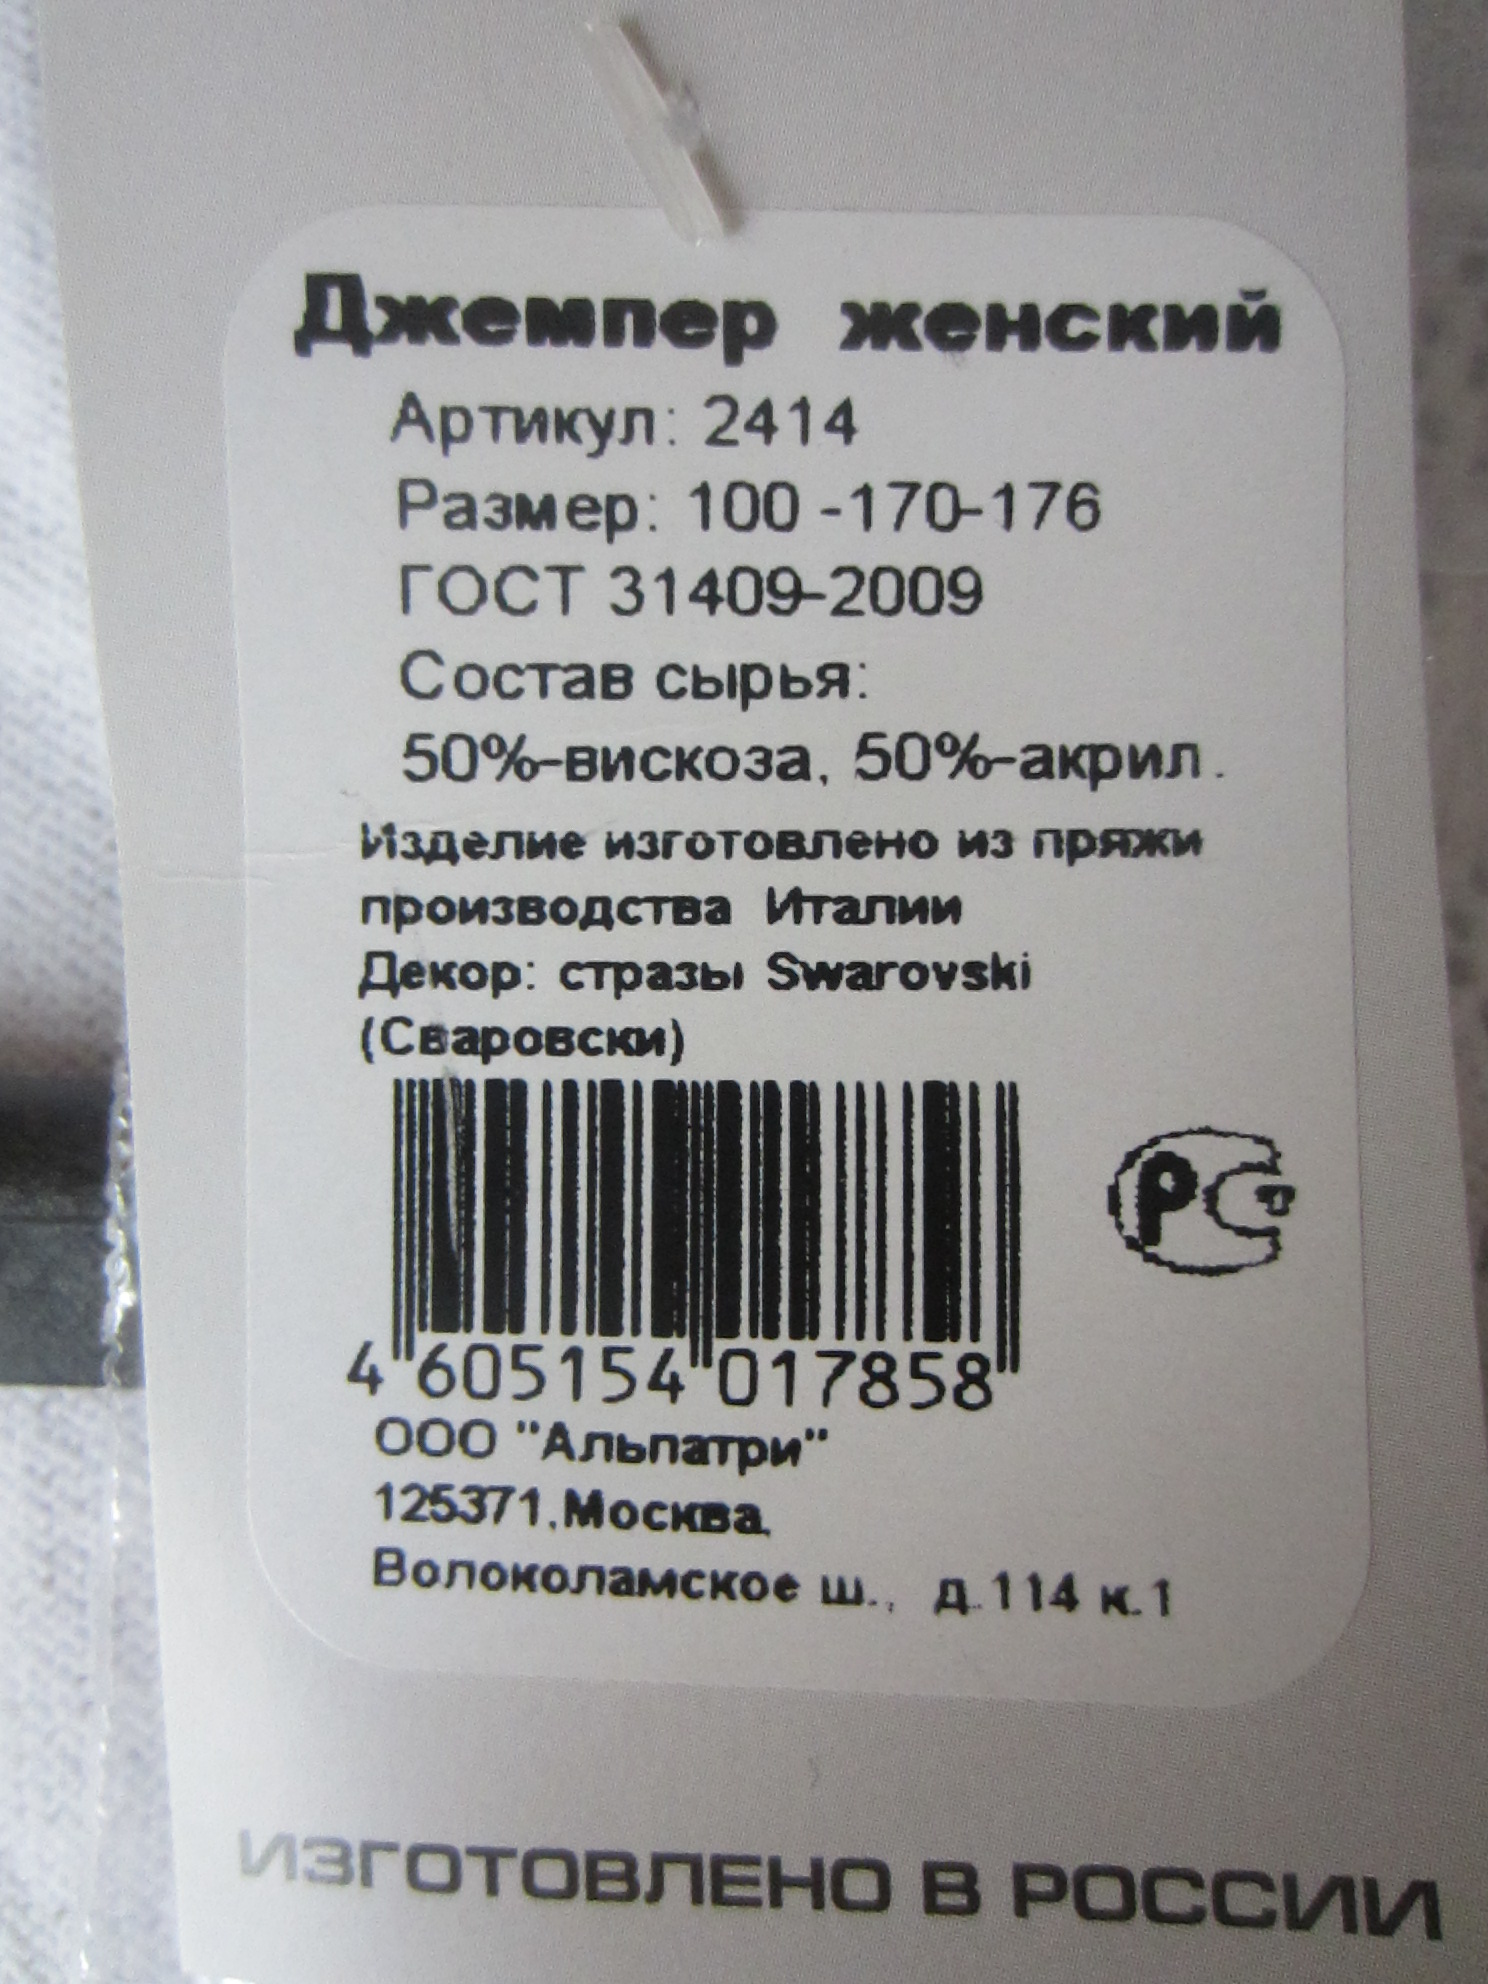 Джемпер женский
Артикул: 2414
Размер: 100 -170-176
ГОСТ 31409-2009
Состав сырья:
50%-вискоза, 50%-акрил.
Изделие изготовлено из пряжи
производства Италии
Декор: стразы Swarovski
(Сваровски)
РС
4 605154 017858
ООО "Альпатри"
125371,Москва,
Волоколамское ш., д.114 к.1
ИЗГОТОВЛЕНО В РОССИИ